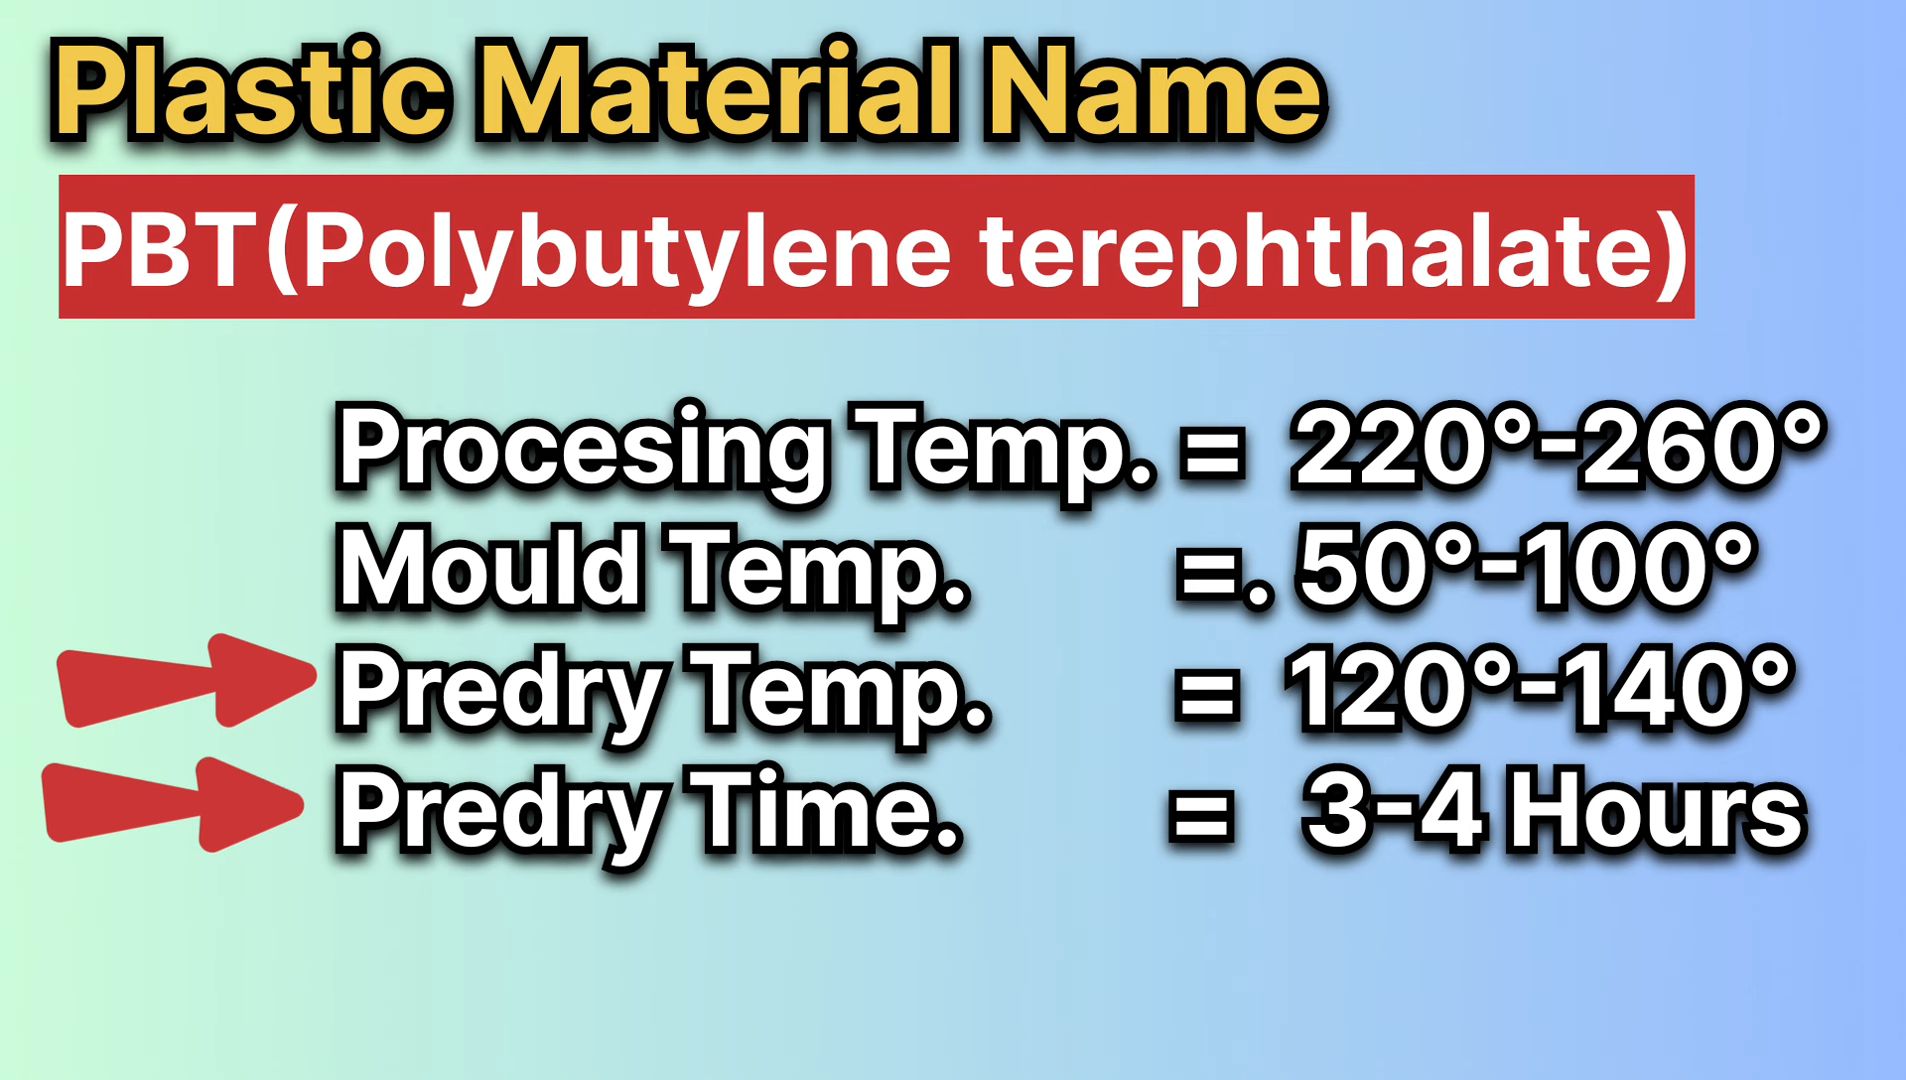 Plastic Material Name
PBT(Polybutylene terephthalate)
Procesing Temp. = 220°-260°
Mould Temp. =. 50°-100°
Predry Temp. = 120°-140°
Predry Time. = 3-4 Hours